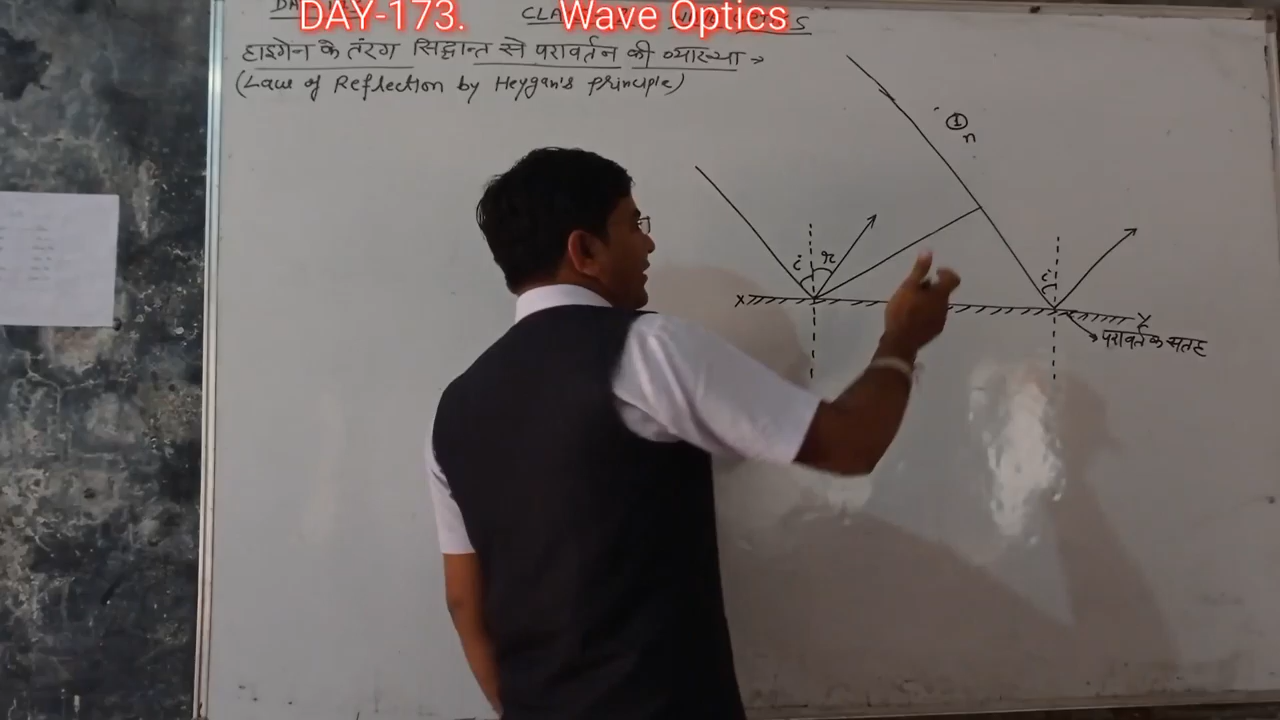 DAY-173. Wave Optics
हाइगेन के तंरग सिद्धान्त से परावर्तन की व्याख्या →
(Law of Reflection by Heygan's principle)
① n
i r
i
X Y
परावर्तक सतह